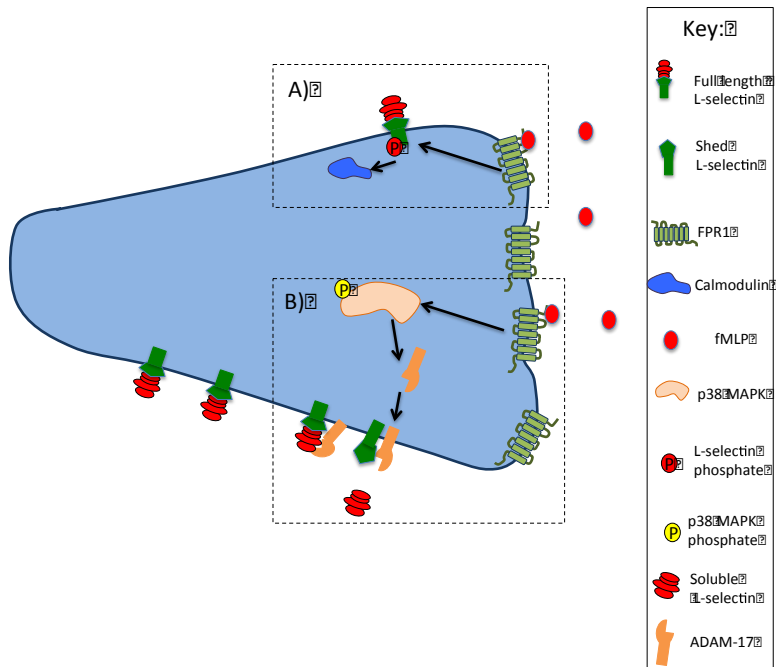 A)⍰
P⍰
B)⍰
P⍰
Key:⍰
Full⍰length⍰
L-selectin⍰
Shed⍰
L-selectin⍰
FPR1⍰
Calmodulin⍰
fMLP⍰
p38⍰MAPK⍰
P⍰
L-selectin⍰
phosphate⍰
P
p38⍰MAPK⍰
phosphate⍰
Soluble⍰
⍰L-selectin⍰
ADAM-17⍰